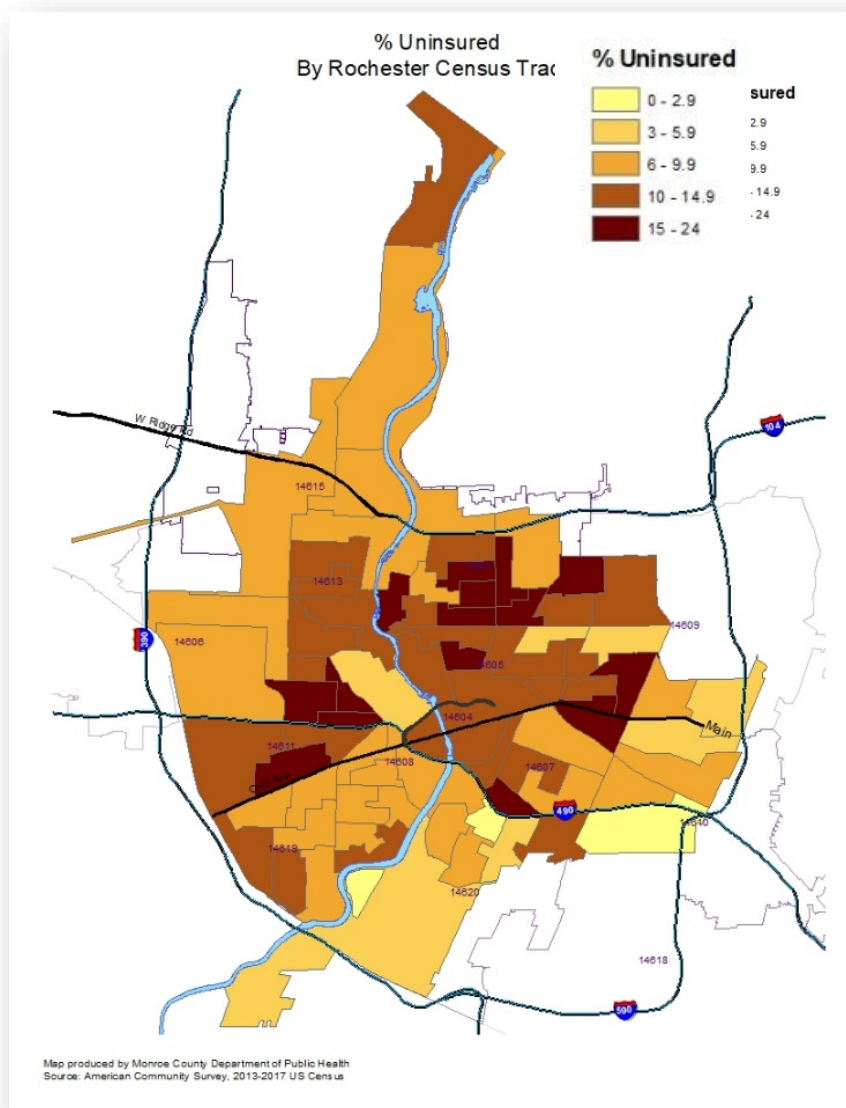 % Uninsured
By Rochester Census Trac
% Uninsured
0 - 2.9
3 - 5.9
6 - 9.9
10 - 14.9
15 - 24
sured
2.9
5.9
9.9
- 14.9
- 24
W Ridge Rd
104
14615
14613
14609
390
14606
14605
14604
Main
14611
14608
14607
490
14619
14620
14618
590
Map produced by Monroe County Department of Public Health
Source: American Community Survey, 2013-2017 US Census